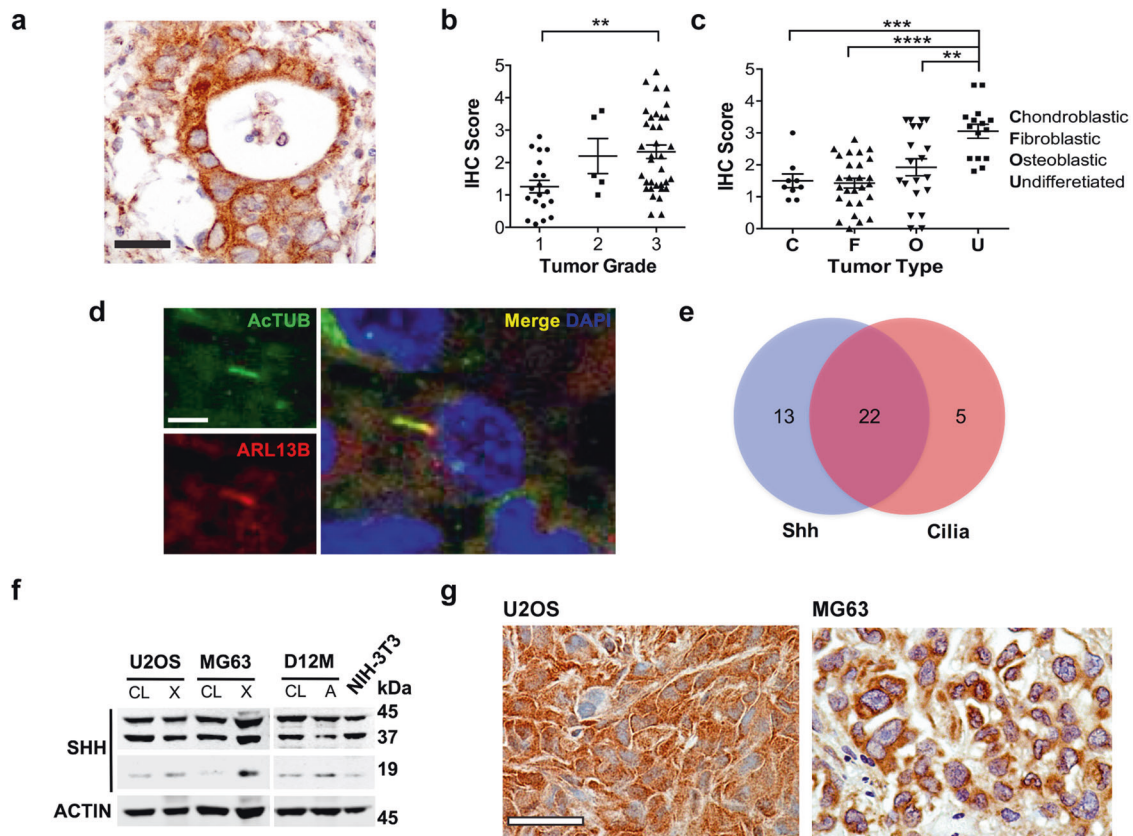 a
b
**
IHC Score
5
4
3
2
1
0
1 2 3
Tumor Grade
c
***
****
**
IHC Score
5
4
3
2
1
0
C F O U
Tumor Type
Chondroblastic
Fibroblastic
Osteoblastic
Undifferetiated
d
AcTUB
ARL13B
Merge DAPI
e
13 22 5
Shh Cilia
f
U2OS MG63 D12M NIH-3T3
CL X CL X CL A kDa
SHH
45
37
19
ACTIN 45
g
U2OS
MG63